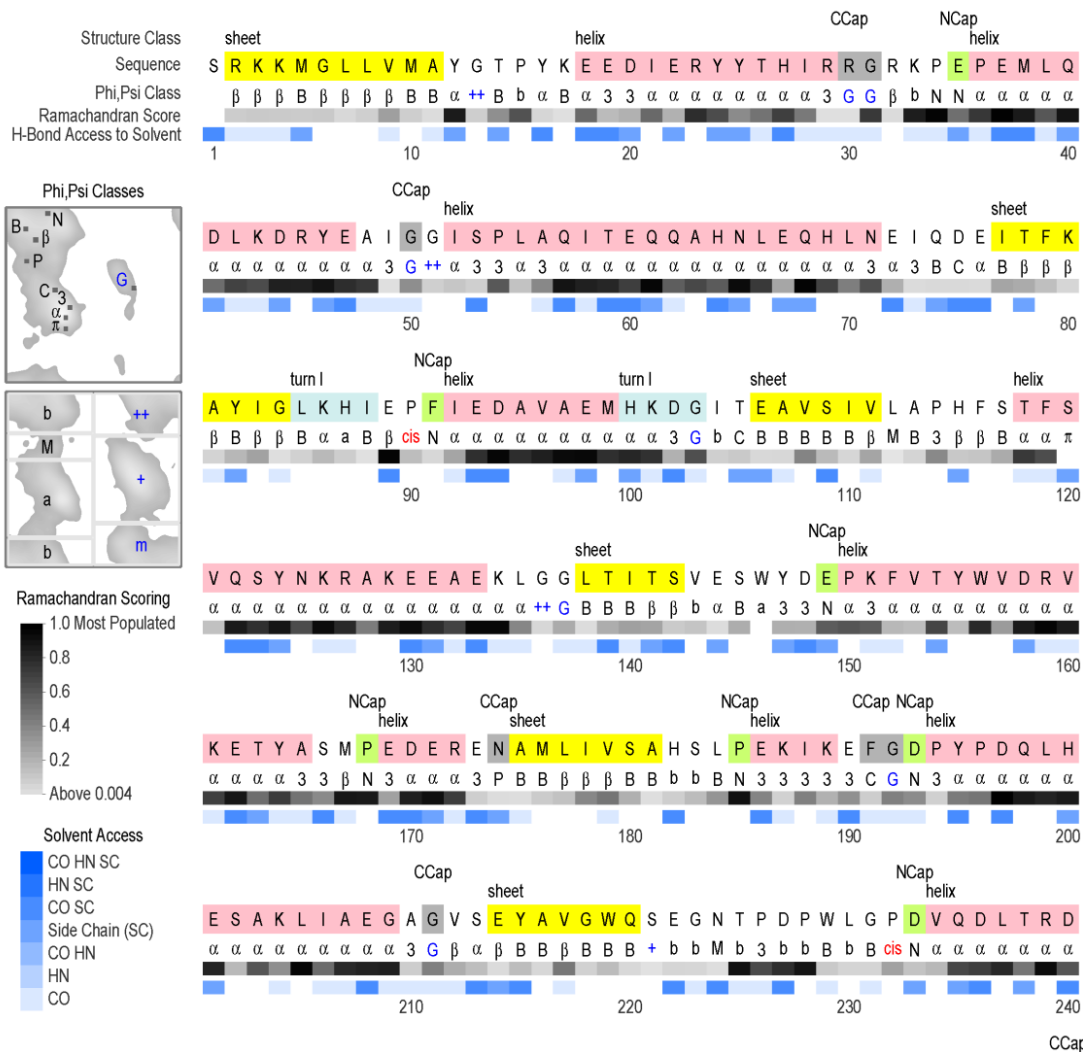 CCap NCap
Structure Class sheet helix helix
Sequence S R K K M G L L V M A Y G T P Y K E E D I E R Y Y T H I R R G R K P E P E M L Q
Phi,Psi Class β β β B β β β β B B α ++ B b α B α 3 3 α α α α α α α α 3 G G β b N N α α α α α
Ramachandran Score
H-Bond Access to Solvent
1 10 20 30 40
Phi,Psi Classes
N
B
β
P
C
3
α
π
G
b
M
a
b
++
+
m
Ramachandran Scoring
1.0 Most Populated
0.8
0.6
0.4
0.2
Above 0.004
Solvent Access
CO HN SC
HN SC
CO SC
Side Chain (SC)
CO HN
HN
CO
CCap
helix sheet
D L K D R Y E A I G G I S P L A Q I T E Q Q A H N L E Q H L N E I Q D E I T F K
α α α α α α α α 3 G ++ α 3 3 α 3 α α α α α α α α α α α α α α 3 α 3 B C α B β β β
50 60 70 80
NCap
turn I helix turn I sheet helix
A Y I G L K H I E P F I E D A V A E M H K D G I T E A V S I V L A P H F S T F S
β B β β B α a B β cis N α α α α α α α α α α 3 G b C B B B B B β M B 3 β β B α α π
90 100 110 120
NCap
sheet helix
V Q S Y N K R A K E E A E K L G G L T I T S V E S W Y D E P K F V T Y W V D R V
α α α α α α α α α α α α α α α ++ G B B B β β b α B a 3 3 N α 3 α α α α α α α α α
130 140 150 160
NCap CCap NCap CCap NCap
helix sheet helix helix
K E T Y A S M P E D E R E N A M L I V S A H S L P E K I K E F G D P Y P D Q L H
α α α α 3 3 β N 3 α α α 3 P B B β β β B B b b B N 3 3 3 3 3 C G N 3 α α α α α α
170 180 190 200
CCap NCap
sheet helix
E S A K L I A E G A G V S E Y A V G W Q S E G N T P D P W L G P D V Q D L T R D
α α α α α α α α α 3 G β α β B B β B B B + b b M b 3 b b B b B cis N α α α α α α α
210 220 230 240
CCap